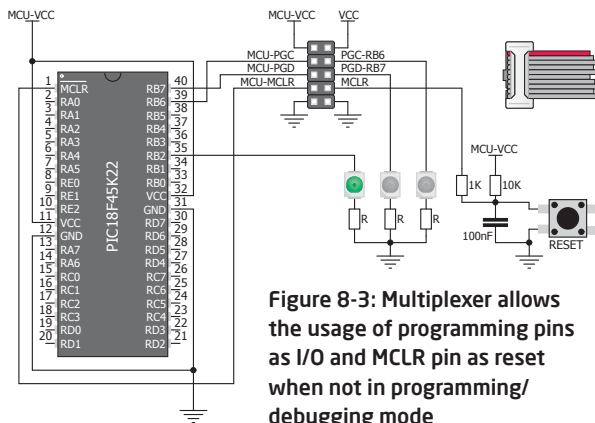 MCU-VCC
MCU-VCC VCC
MCU-PGC PGC-RB6
MCU-PGD PGD-RB7
MCU-MCLR MCLR
PIC18F45K22
1 MCLR RB7 40
2 RA0 RB6 39
3 RA1 RB5 38
4 RA2 RB4 37
5 RA3 RB3 36
6 RA4 RB2 35
7 RA5 RB1 34
8 RE0 RB0 33
9 RE1 VCC 32
10 RE2 GND 31
11 VCC RD7 30
12 GND RD6 29
13 RA7 RD5 28
14 RA6 RD4 27
15 RC0 RC7 26
16 RC1 RC6 25
17 RC2 RC5 24
18 RC3 RC4 23
19 RD0 RD3 22
20 RD1 RD2 21
R R R
MCU-VCC
1K 10K
100nF
RESET
Figure 8-3: Multiplexer allows
the usage of programming pins
as I/O and MCLR pin as reset
when not in programming/
debugging mode